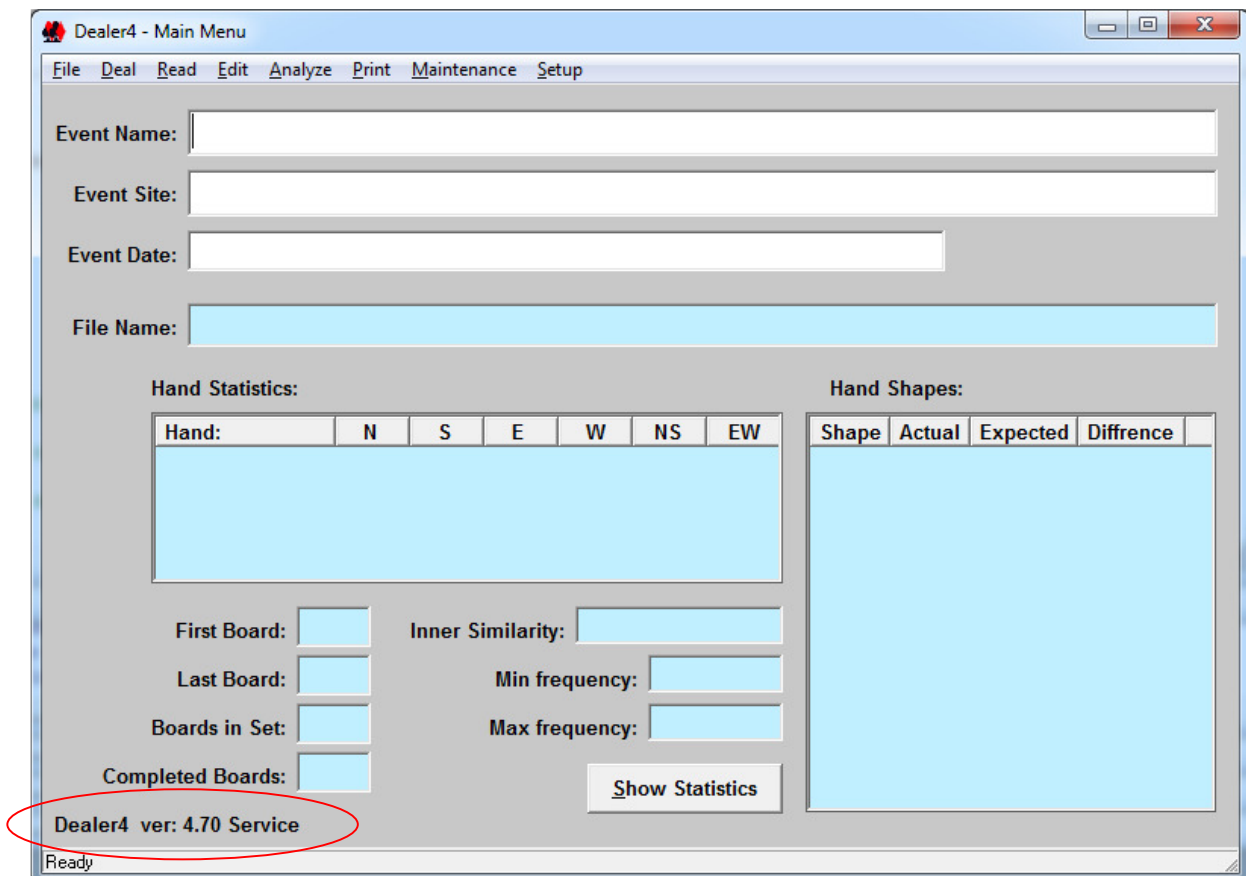 Dealer4 - Main Menu
File Deal Read Edit Analyze Print Maintenance Setup
Event Name:
Event Site:
Event Date:
File Name:
Hand Statistics:
Hand: N S E W NS EW
Hand Shapes:
Shape Actual Expected Diffrence
First Board:
Last Board:
Boards in Set:
Completed Boards:
Inner Similarity:
Min frequency:
Max frequency:
Show Statistics
Dealer4 ver: 4.70 Service
Ready